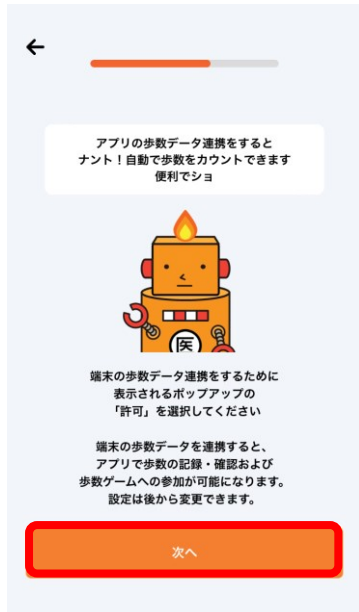 アプリの歩数データ連携をすると
ナント！自動で歩数をカウントできます
便利でショ
医
端末の歩数データ連携をするために
表示されるポップアップの
「許可」を選択してください
端末の歩数データを連携すると、
アプリで歩数の記録・確認および
歩数ゲームへの参加が可能になります。
設定は後から変更できます。
次へ